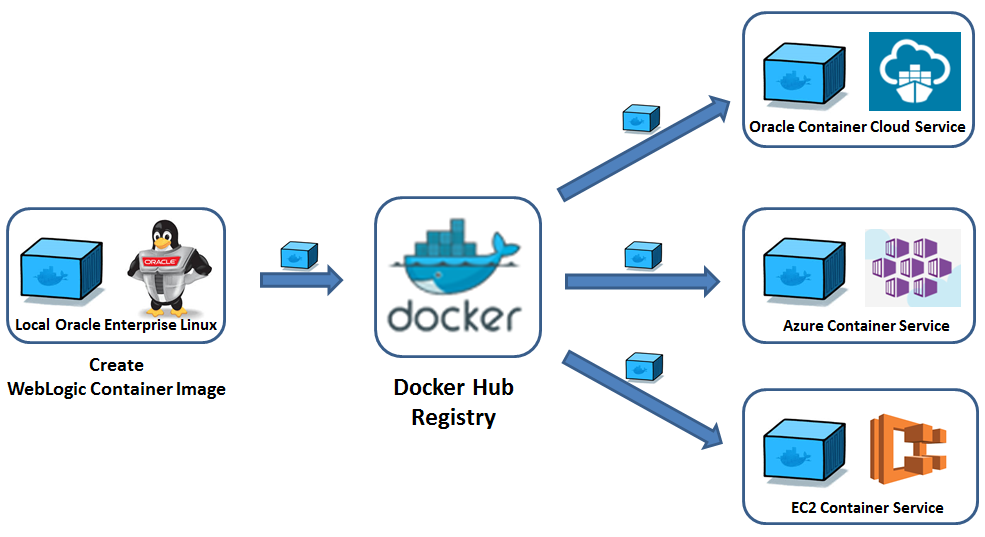 Local Oracle Enterprise Linux
ORACLE
Create
WebLogic Container Image
docker
Docker Hub
Registry
Oracle Container Cloud Service
Azure Container Service
EC2 Container Service